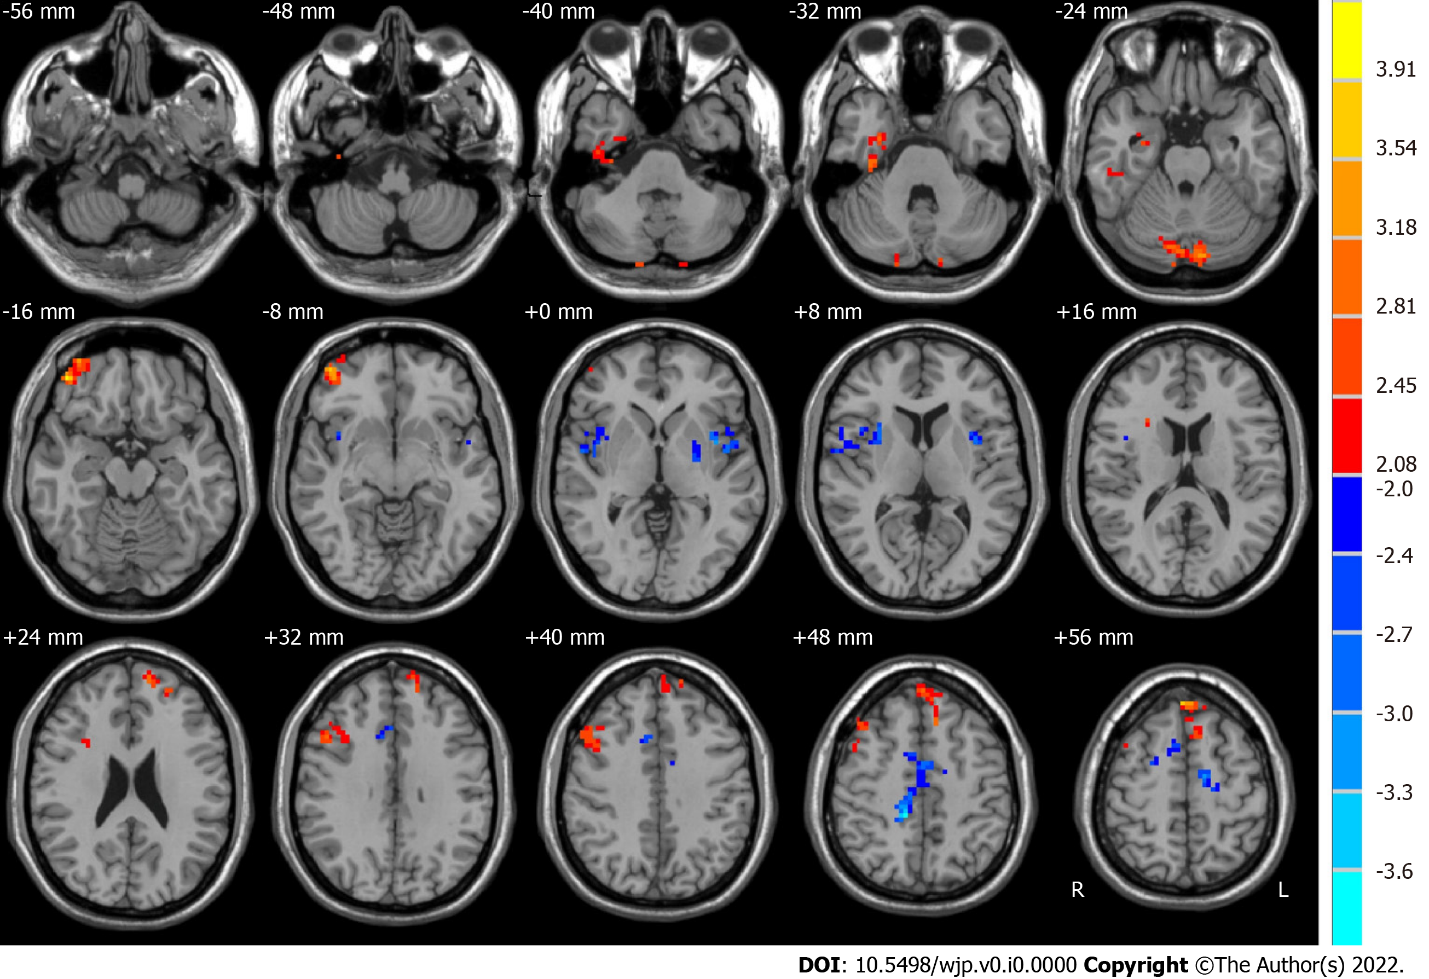 -56 mm -48 mm -40 mm -32 mm -24 mm
3.91
3.54
3.18
2.81
-16 mm -8 mm +0 mm +8 mm +16 mm
2.45
2.08
-2.0
-2.4
+24 mm +32 mm +40 mm +48 mm +56 mm
-2.7
-3.0
-3.3
-3.6
R L
DOI: 10.5498/wjp.v0.i0.0000 Copyright ©The Author(s) 2022.